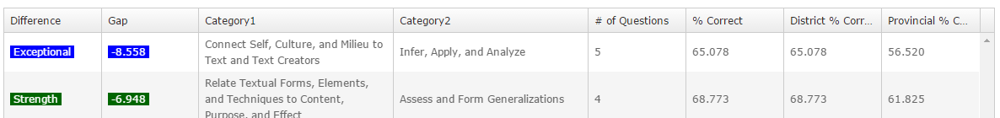 Difference Gap Category1 Category2 # of Questions % Correct District % Corr... Provincial % C...
Exceptional -8.558 Connect Self, Culture, and Milieu to Infer, Apply, and Analyze 5 65.078 65.078 56.520
Text and Text Creators
Relate Textual Forms, Elements,
Strength -6.948 and Techniques to Content, Assess and Form Generalizations 4 68.773 68.773 61.825
Purpose, and Effect